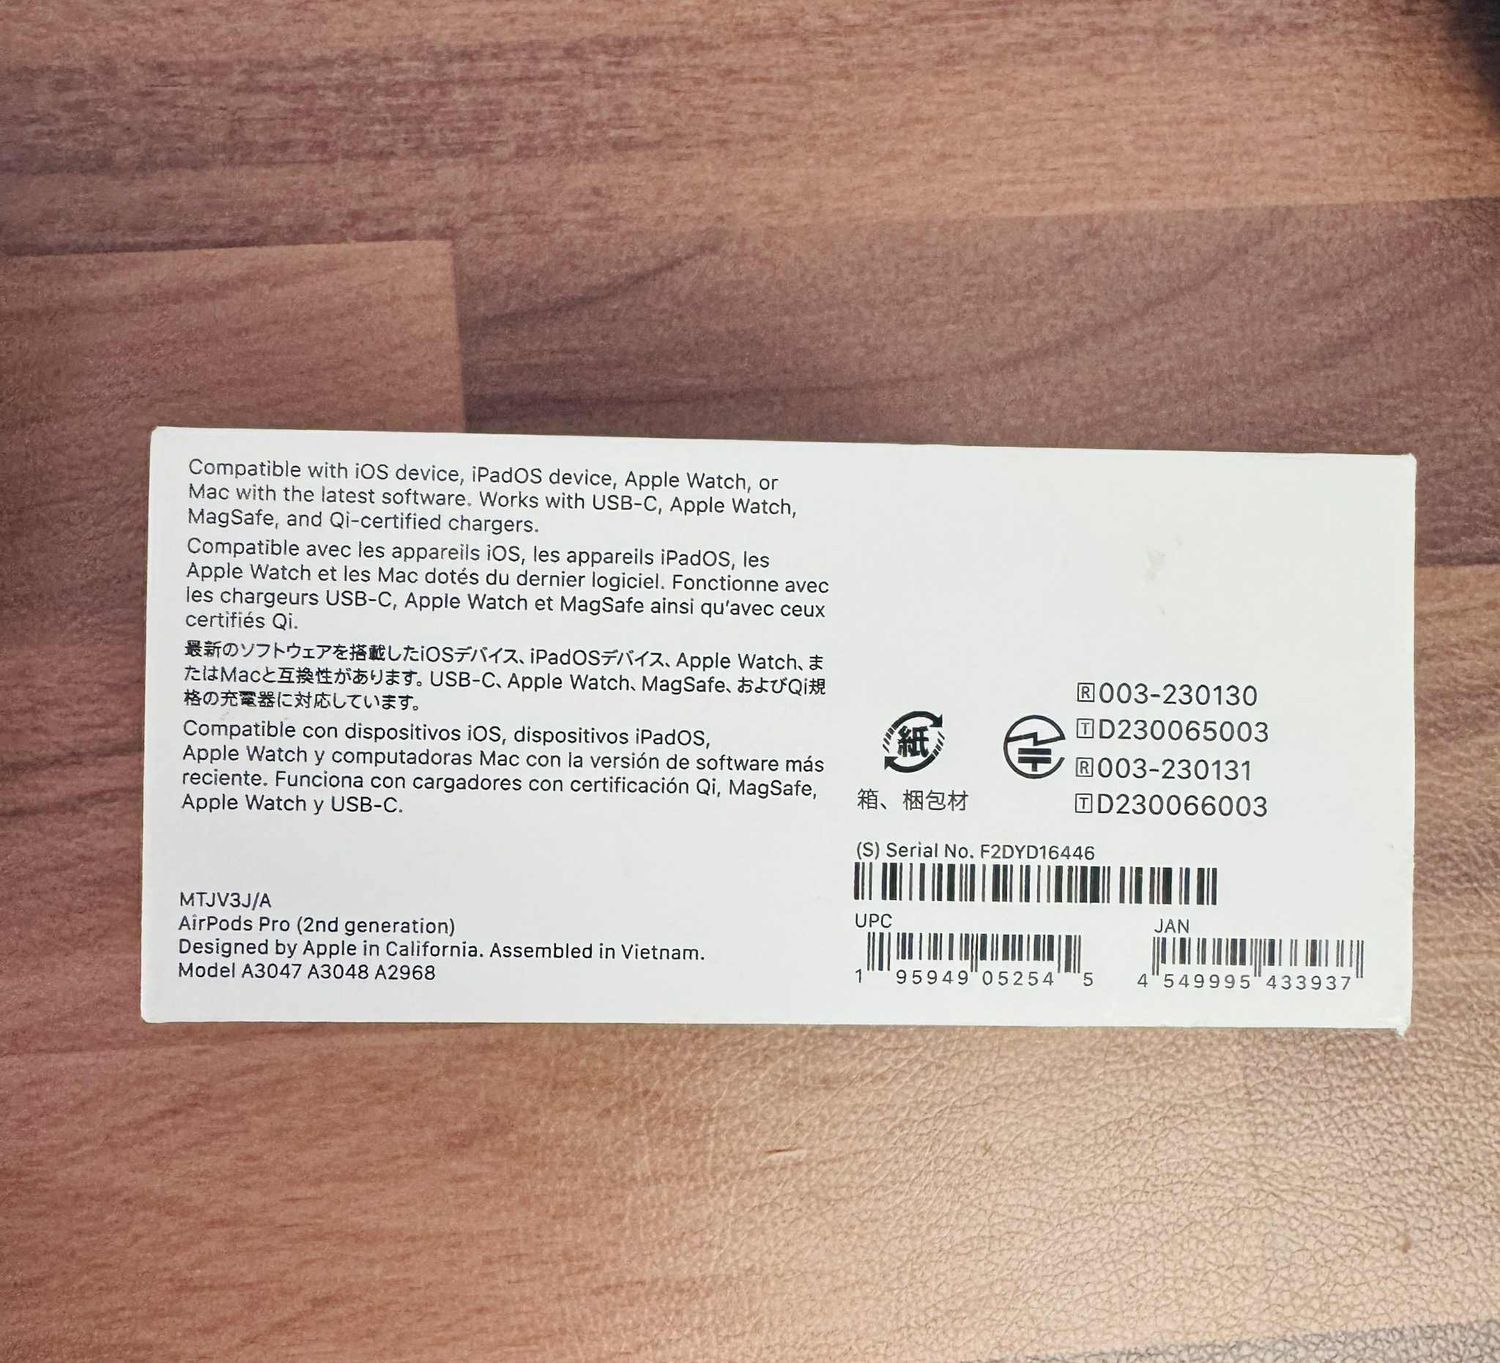 Compatible with iOS device, iPadOS device, Apple Watch, or
Mac with the latest software. Works with USB-C, Apple Watch,
MagSafe, and Qi-certified chargers.
Compatible avec les appareils iOS, les appareils iPadOS, les
Apple Watch et les Mac dotés du dernier logiciel. Fonctionne avec
les chargeurs USB-C, Apple Watch et MagSafe ainsi qu'avec ceux
certifiés Qi.
最新のソフトウェアを搭載したiOSデバイス、iPadOSデバイス、Apple Watch、ま
たはMacと互換性があります。USB-C、Apple Watch、MagSafe、およびQi規
格の充電器に対応しています。
Compatible con dispositivos iOS, dispositivos iPadOS,
Apple Watch y computadoras Mac con la versión de software más
reciente. Funciona con cargadores con certificación Qi, MagSafe,
Apple Watch y USB-C.
MTJV3J/A
AirPods Pro (2nd generation)
Designed by Apple in California. Assembled in Vietnam.
Model A3047 A3048 A2968
紙
箱、梱包材
R 003-230130
T D230065003
R 003-230131
T D230066003
(S) Serial No. F2DYD16446
UPC
1 95949 05254 5
JAN
4 549995 433937